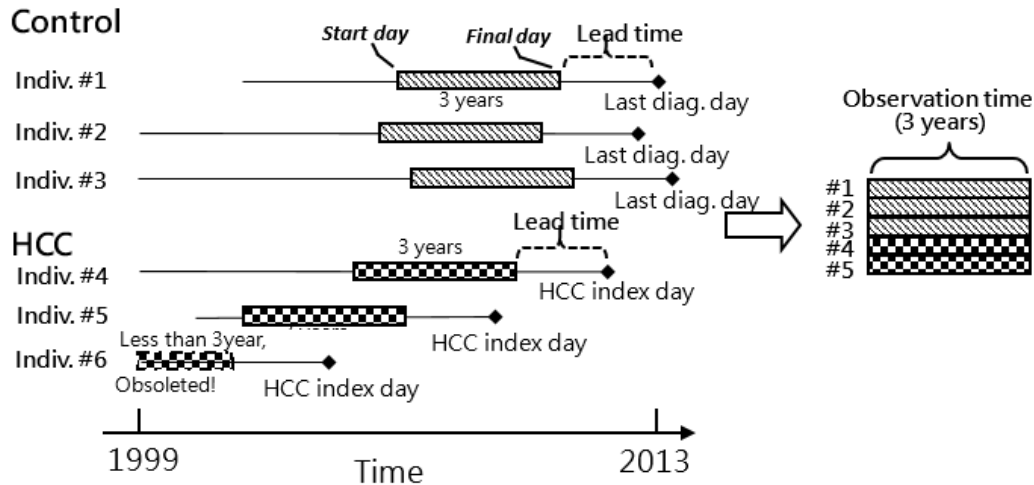 Control
Start day
Final day
Lead time
Indiv. #1
3 years
Last diag. day
Indiv. #2
Last diag. day
Indiv. #3
Last diag. day
Observation time
(3 years)
#1
#2
#3
#4
#5
HCC
3 years
Lead time
Indiv. #4
HCC index day
Indiv. #5
HCC index day
Less than 3year,
Indiv. #6
Obsoleted!
HCC index day
1999
Time
2013